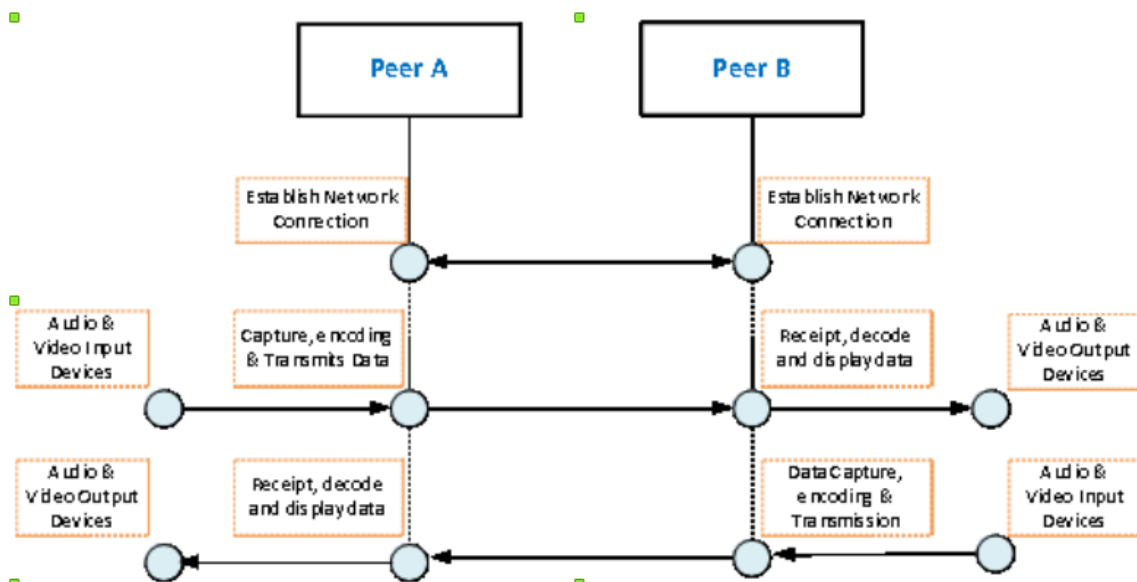 Peer A
Peer B
Establish Network
Connection
Establish Network
Connection
Audio &
Video Input
Devices
Capture, encoding
& Transmits Data
Receipt, decode
and display data
Audio &
Video Output
Devices
Audio &
Video Output
Devices
Receipt, decode
and display data
Data Capture,
encoding &
Transmission
Audio &
Video Input
Devices